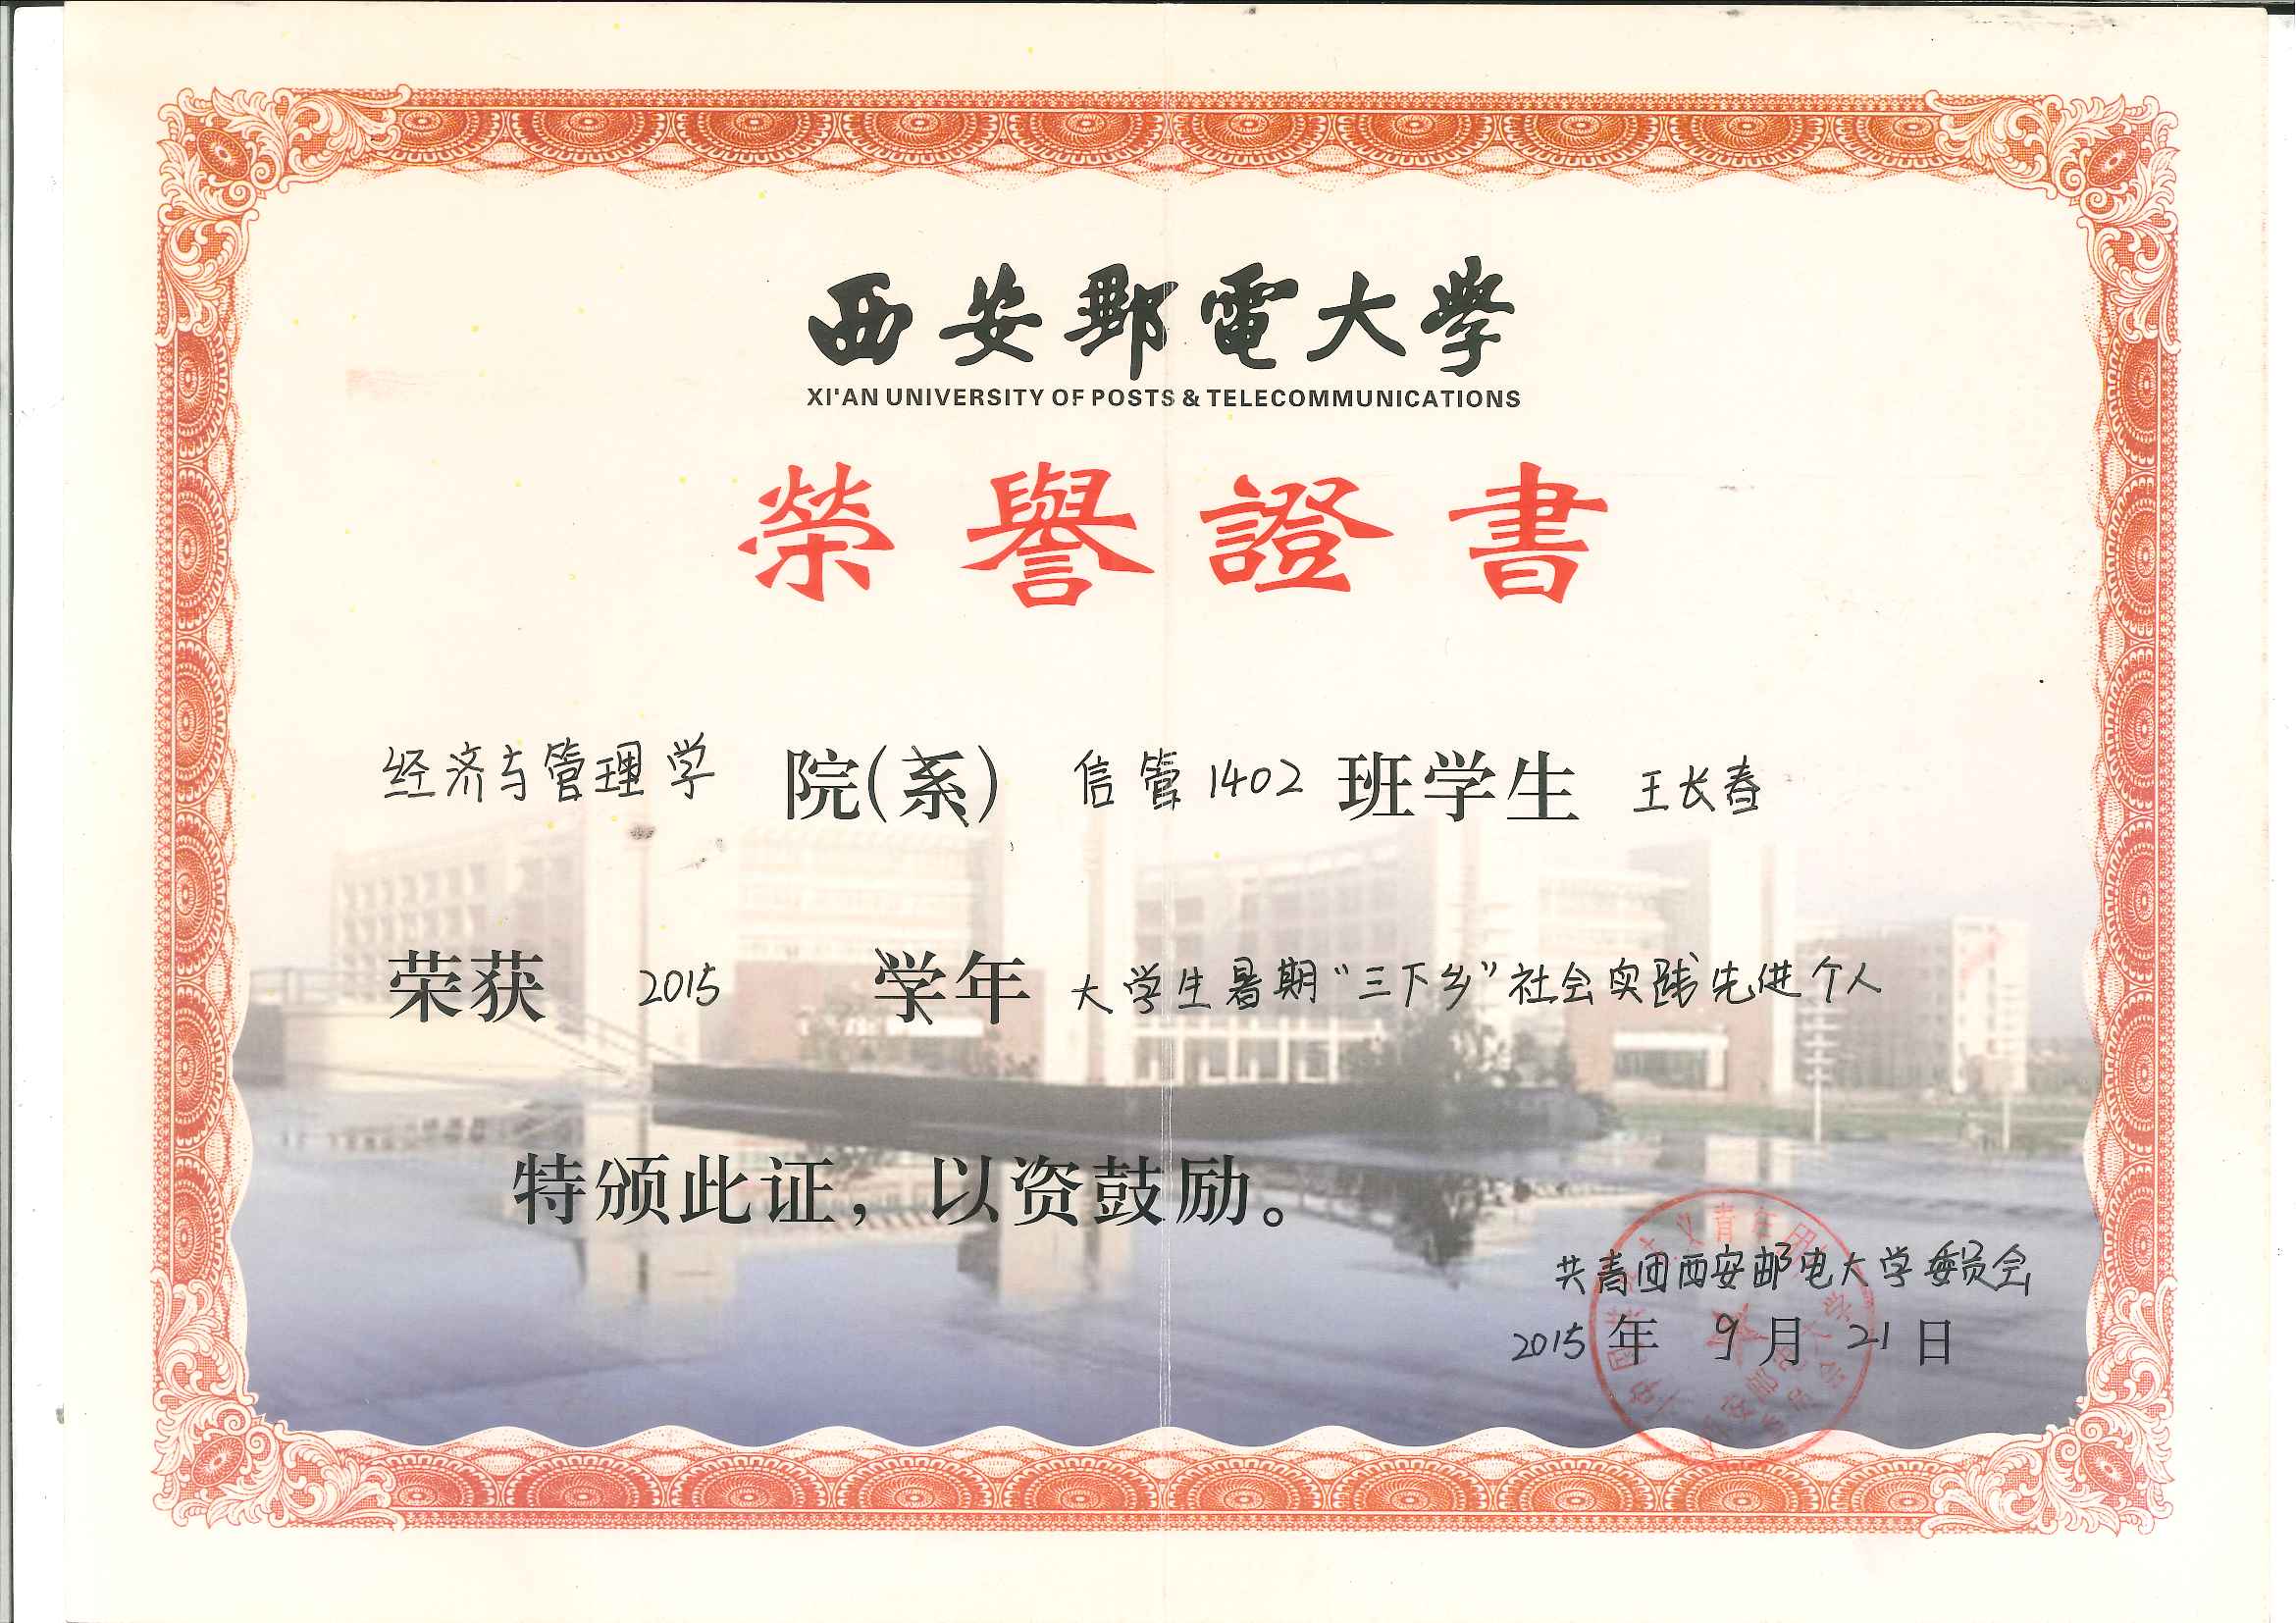 西安郵電大學
XI'AN UNIVERSITY OF POSTS & TELECOMMUNICATIONS
榮譽證書
经济与管理学 院(系) 信管1402 班学生 王长春
荣获 2015 学年 大学生暑期“三下乡”社会实践先进个人
特颁此证，以资鼓励。
共青团西安邮电大学委员会
2015 年 9 月 21 日